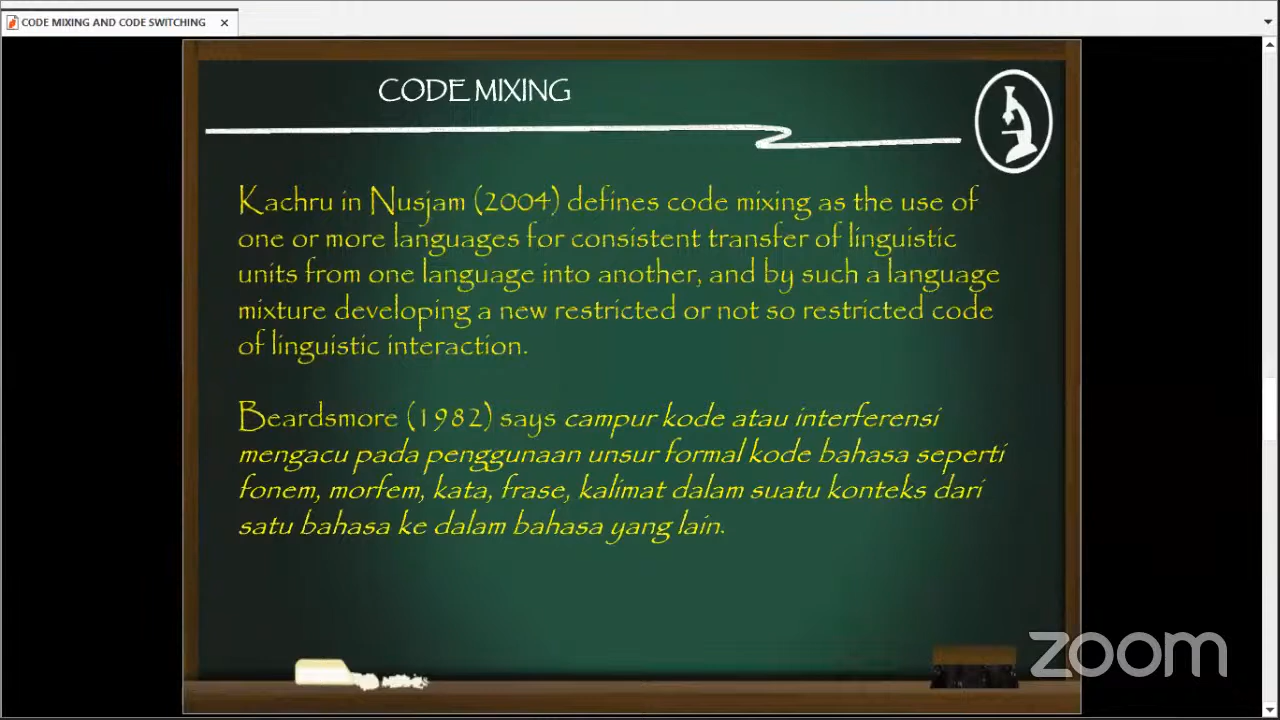 CODE MIXING AND CODE SWITCHING
CODE MIXING
Kachru in Nusjam (2004) defines code mixing as the use of
one or more languages for consistent transfer of linguistic
units from one language into another, and by such a language
mixture developing a new restricted or not so restricted code
of linguistic interaction.
Beardsmore (1982) says campur kode atau interferensi
mengacu pada penggunaan unsur formal kode bahasa seperti
fonem, morfem, kata, frase, kalimat dalam suatu konteks dari
satu bahasa ke dalam bahasa yang lain.
zoom